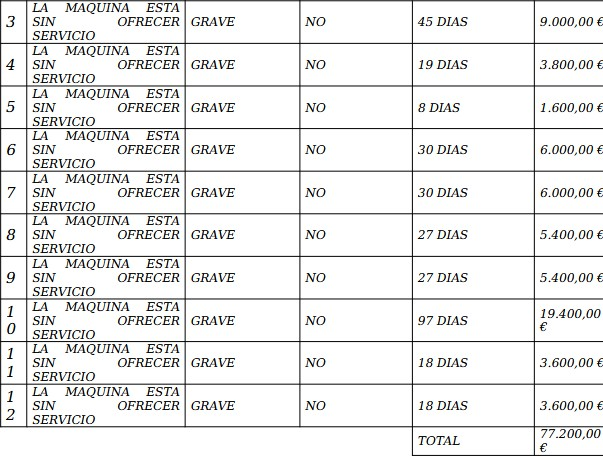 3 LA MAQUINA ESTA SIN OFRECER SERVICIO GRAVE NO 45 DIAS 9.000,00 €
4 LA MAQUINA ESTA SIN OFRECER SERVICIO GRAVE NO 19 DIAS 3.800,00 €
5 LA MAQUINA ESTA SIN OFRECER SERVICIO GRAVE NO 8 DIAS 1.600,00 €
6 LA MAQUINA ESTA SIN OFRECER SERVICIO GRAVE NO 30 DIAS 6.000,00 €
7 LA MAQUINA ESTA SIN OFRECER SERVICIO GRAVE NO 30 DIAS 6.000,00 €
8 LA MAQUINA ESTA SIN OFRECER SERVICIO GRAVE NO 27 DIAS 5.400,00 €
9 LA MAQUINA ESTA SIN OFRECER SERVICIO GRAVE NO 27 DIAS 5.400,00 €
10 LA MAQUINA ESTA SIN OFRECER SERVICIO GRAVE NO 97 DIAS 19.400,00 €
11 LA MAQUINA ESTA SIN OFRECER SERVICIO GRAVE NO 18 DIAS 3.600,00 €
12 LA MAQUINA ESTA SIN OFRECER SERVICIO GRAVE NO 18 DIAS 3.600,00 €
TOTAL 77.200,00 €